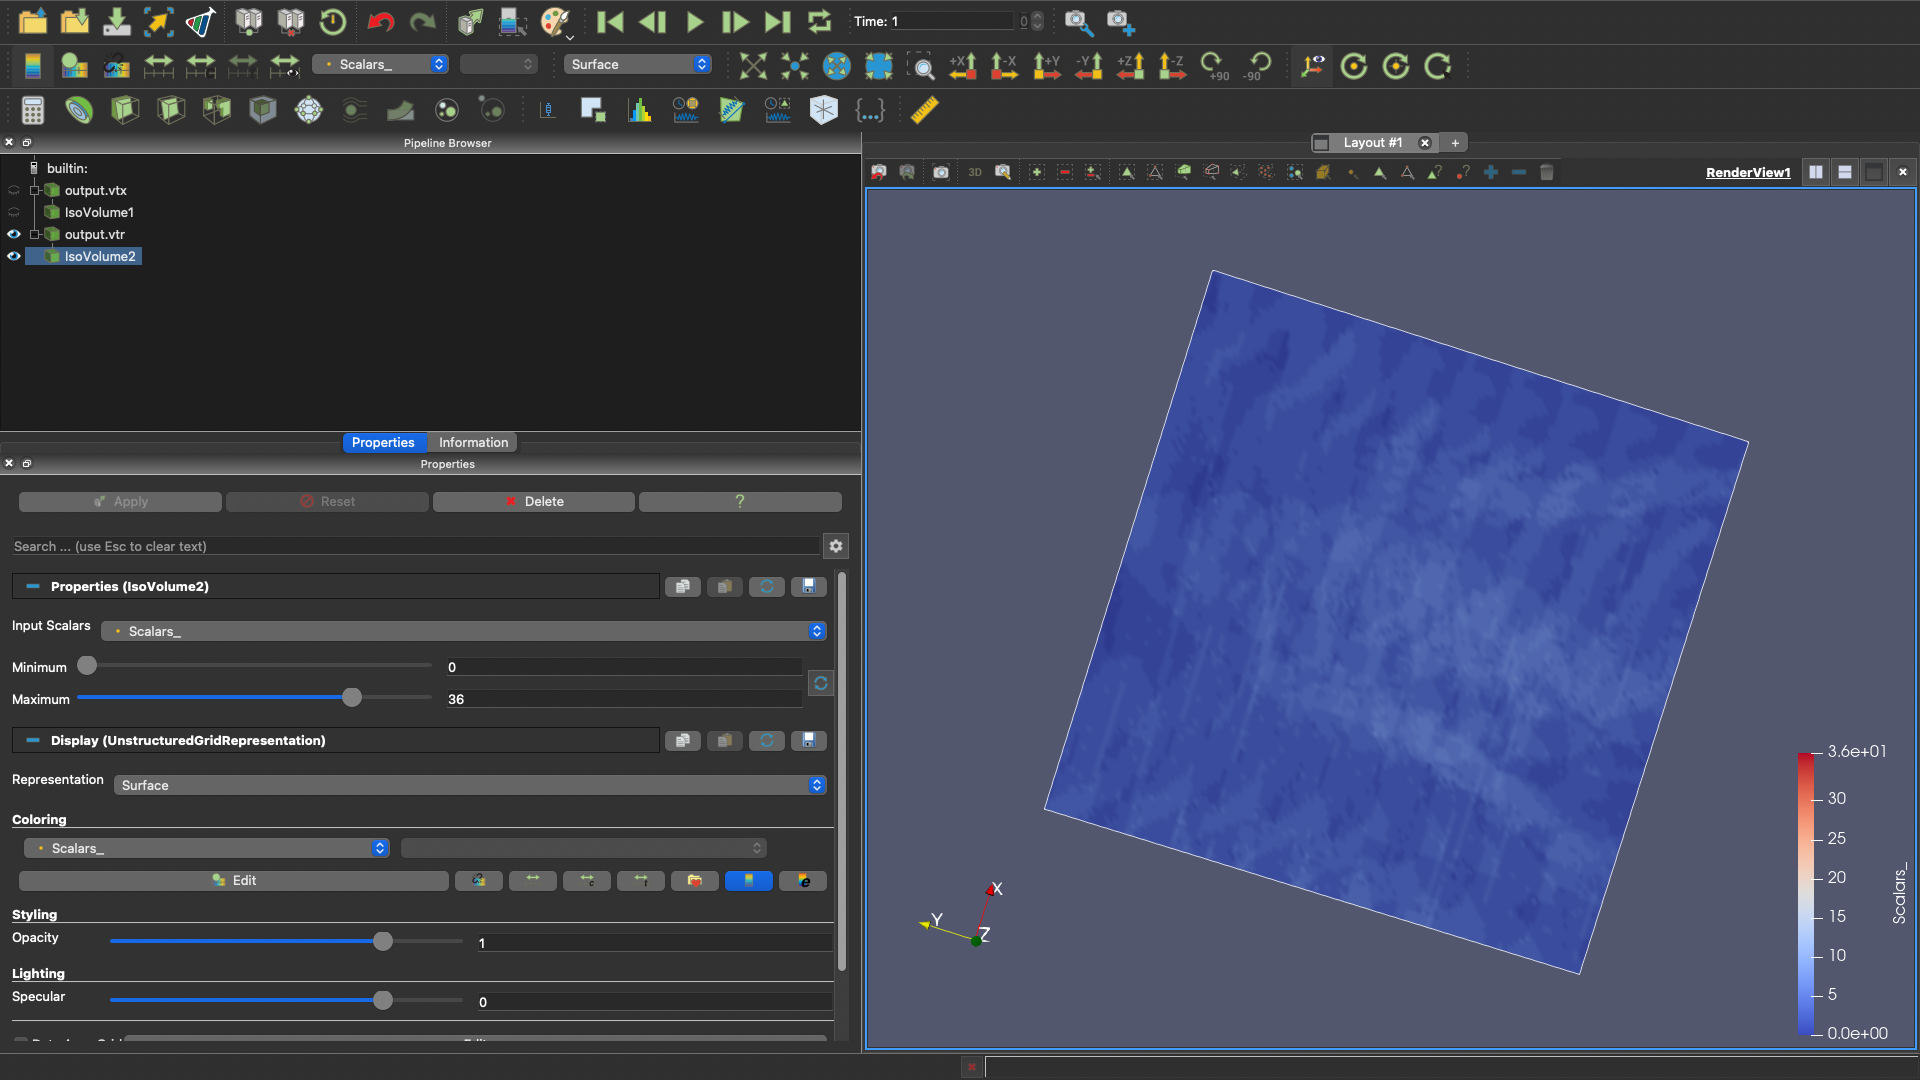 Time: 1
0
Scalars_
Surface
+X
-X
+Y
-Y
+Z
-Z
+90
-90
Pipeline Browser
Layout #1
+
builtin:
output.vtx
IsoVolume1
output.vtr
IsoVolume2
3D
RenderView1
Properties
Information
Properties
Apply
Reset
Delete
?
Search ... (use Esc to clear text)
Properties (IsoVolume2)
Input Scalars
Scalars_
Minimum
0
Maximum
36
Display (UnstructuredGridRepresentation)
Representation
Surface
Coloring
Scalars_
Edit
Styling
Opacity
1
Lighting
Specular
0
X
Y
Z
3.6e+01
30
25
20
15
10
5
0.0e+00
Scalars_